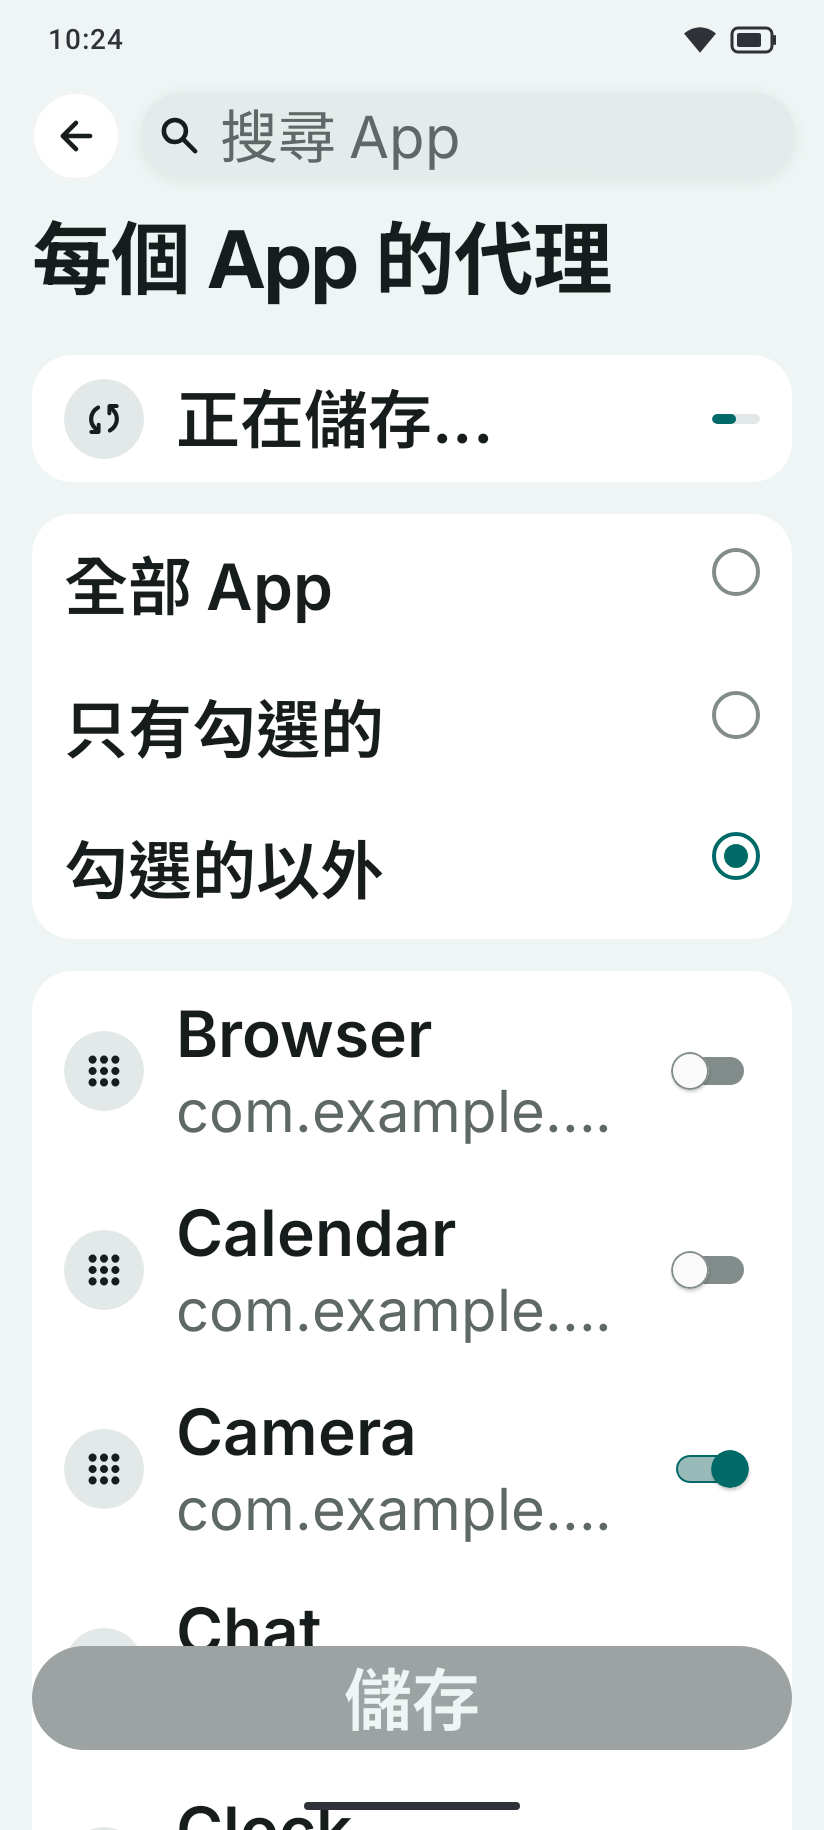 10:24
搜尋 App
每個 App 的代理
正在儲存...
全部 App
只有勾選的
勾選的以外
Browser
com.example....
Calendar
com.example....
Camera
com.example....
Chat
儲存
Clock